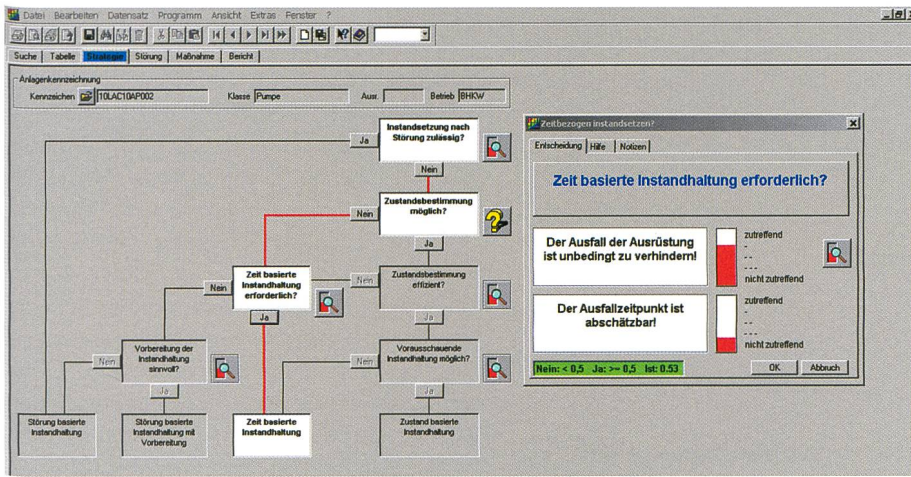 Datei Bearbeiten Datensatz Programm Ansicht Extras Fenster ?
Suche Tabelle Strategie Störung Maßnahme Bericht
Anlagenkennzeichnung
Kennzeichen 10LAC10AP002 Klasse Pumpe Ausr. Betrieb BHKW
Instandsetzung nach
Störung zulässig?
Ja
Nein
Zustandsbestimmung
möglich?
Nein
Ja
Zeit basierte
Instandhaltung
erforderlich?
Nein
Ja
Zustandsbestimmung
effizient?
Nein
Ja
Vorbereitung der
Instandhaltung
sinnvoll?
Nein
Ja
Vorausschauende
Instandhaltung möglich?
Nein
Ja
Störung basierte
Instandhaltung
Störung basierte
Instandhaltung mit
Vorbereitung
Zeit basierte
Instandhaltung
Zustand basierte
Instandhaltung
Zeitbezogen instandsetzen?
Entscheidung Hilfe Notizen
Zeit basierte Instandhaltung erforderlich?
Der Ausfall der Ausrüstung
ist unbedingt zu verhindern!
zutreffend
-
- -
- - -
nicht zutreffend
Der Ausfallzeitpunkt ist
abschätzbar!
zutreffend
-
- -
- - -
nicht zutreffend
Nein: < 0,5 Ja: >= 0,5 Ist: 0.53
OK Abbruch